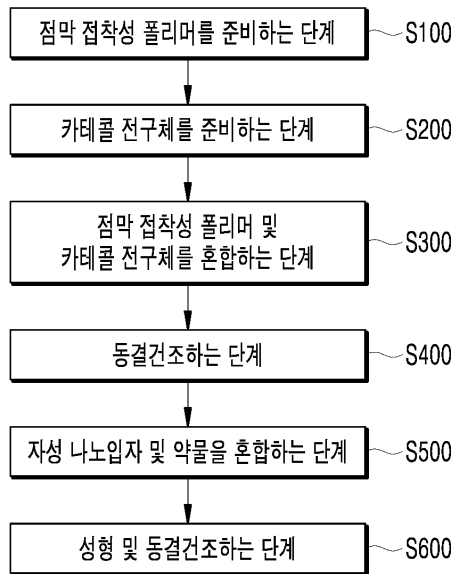 점막 접착성 폴리머를 준비하는 단계 S100
카테콜 전구체를 준비하는 단계 S200
점막 접착성 폴리머 및
카테콜 전구체를 혼합하는 단계 S300
동결건조하는 단계 S400
자성 나노입자 및 약물을 혼합하는 단계 S500
성형 및 동결건조하는 단계 S600